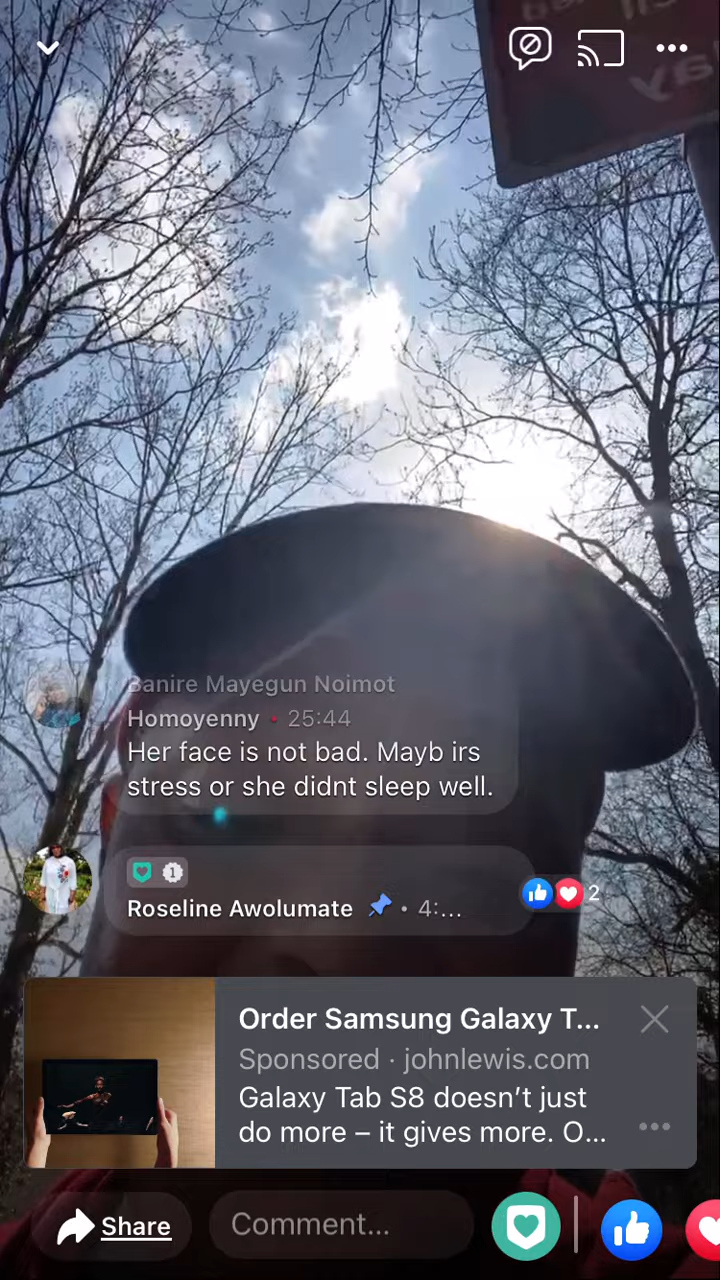 Banire Mayegun Noimot
Homoyenny • 25:44
Her face is not bad. Mayb irs
stress or she didnt sleep well.
1
Roseline Awolumate • 4:...
2
Order Samsung Galaxy T...
Sponsored · johnlewis.com
Galaxy Tab S8 doesn’t just
do more – it gives more. O...
Share
Comment...